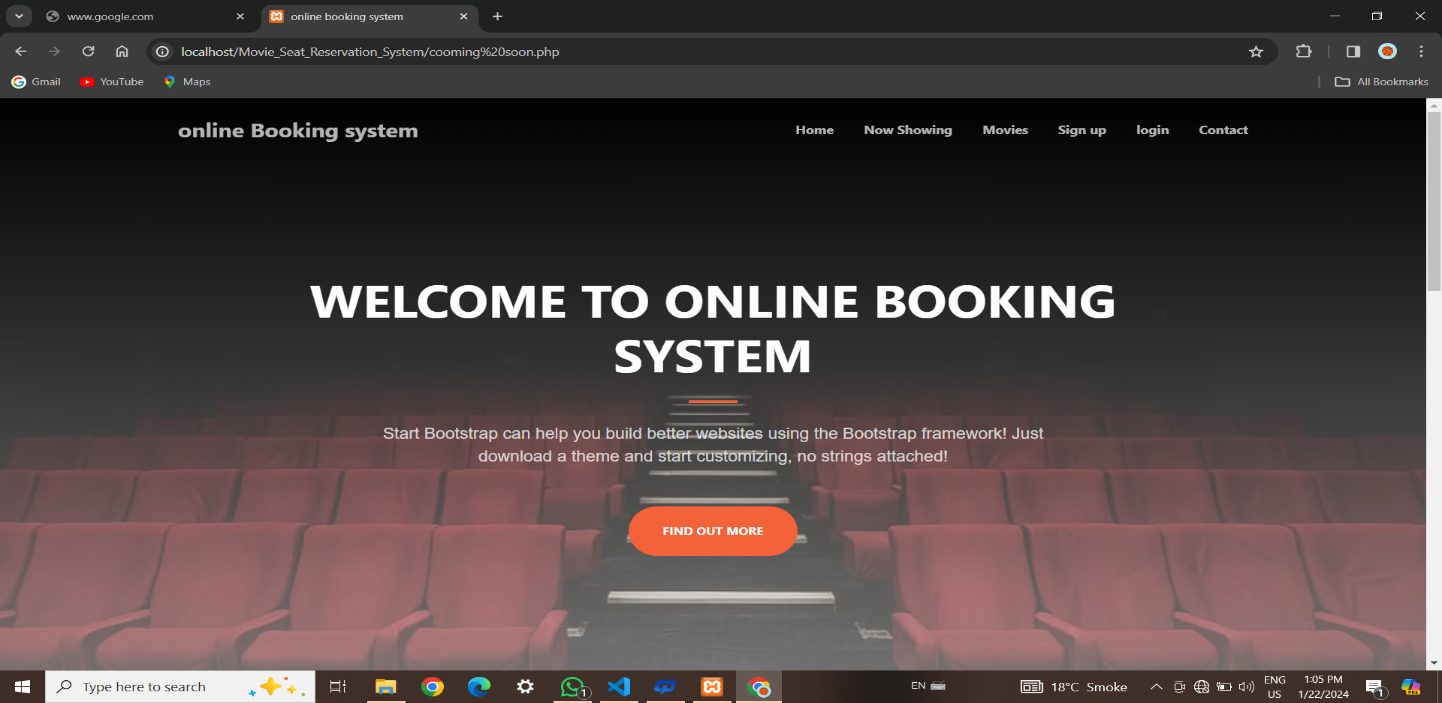 www.google.com
online booking system
localhost/Movie_Seat_Reservation_System/cooming%20soon.php
Gmail YouTube Maps All Bookmarks
online Booking system
Home Now Showing Movies Sign up login Contact
WELCOME TO ONLINE BOOKING
SYSTEM
Start Bootstrap can help you build better websites using the Bootstrap framework! Just
download a theme and start customizing, no strings attached!
FIND OUT MORE
Type here to search
1
EN
18°C Smoke
ENG
US
1:05 PM
1/22/2024
1